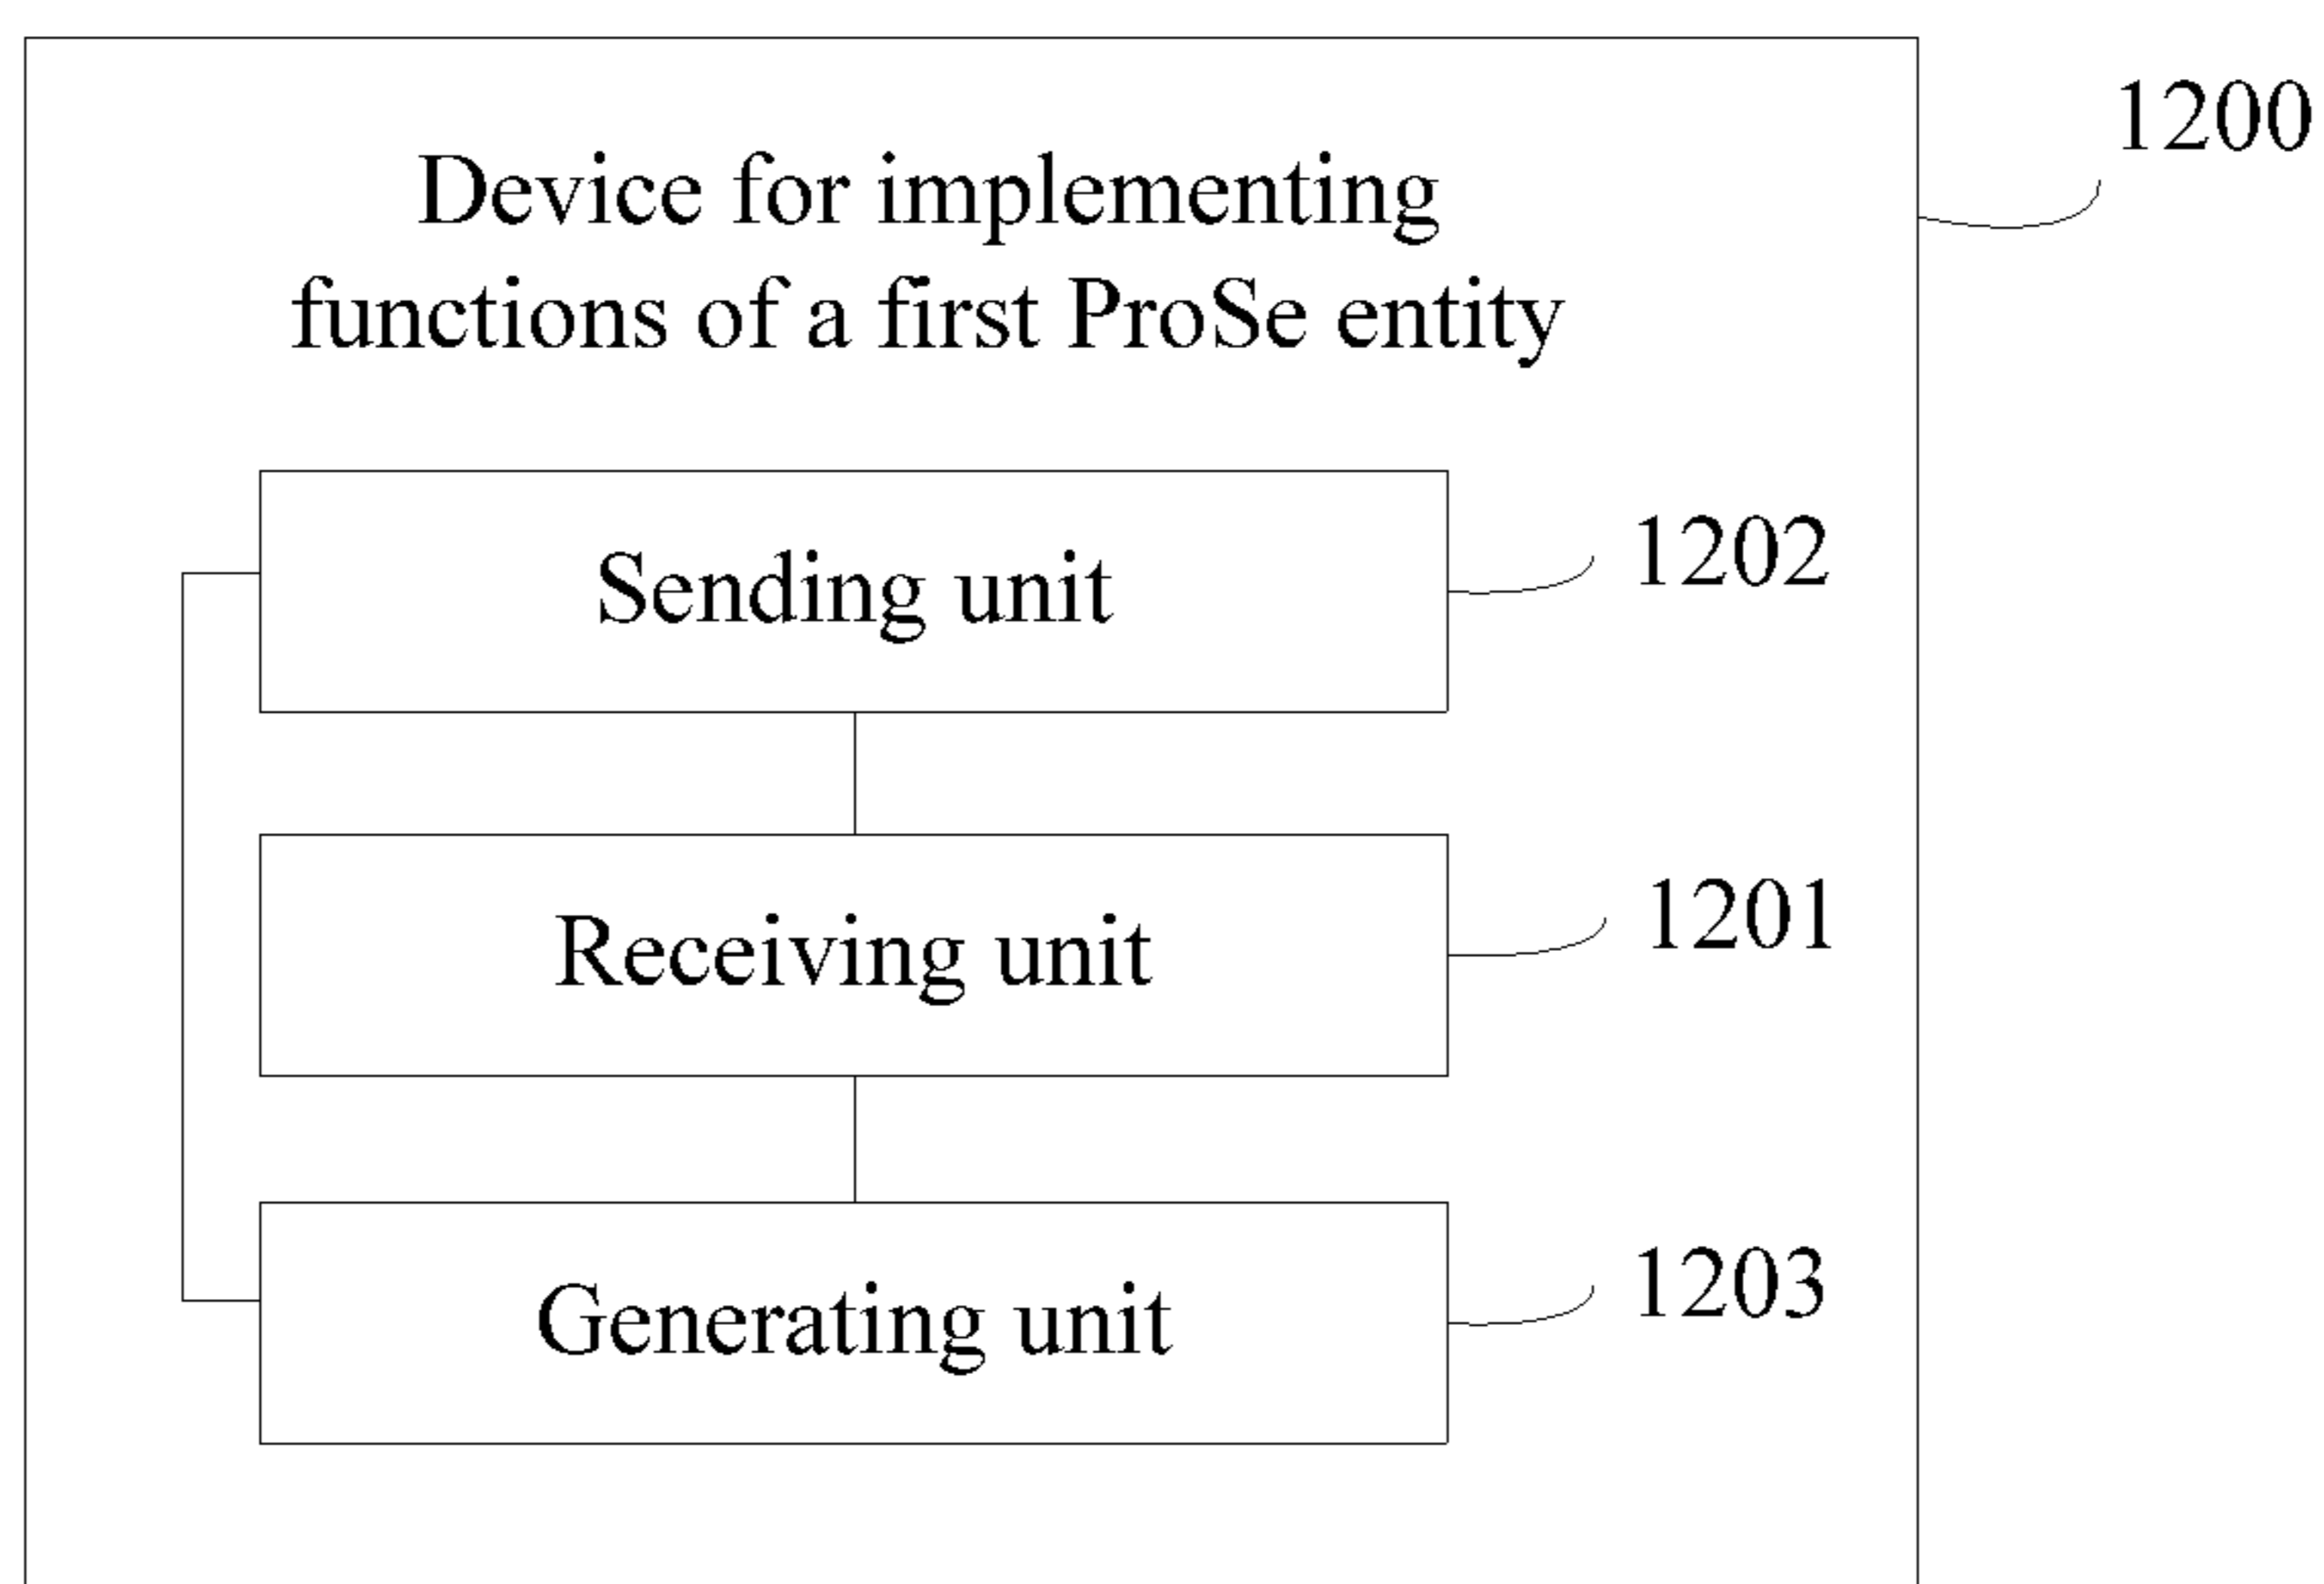 1200
Device for implementing
functions of a first ProSe entity
Sending unit
1202
Receiving unit
1201
Generating unit
1203